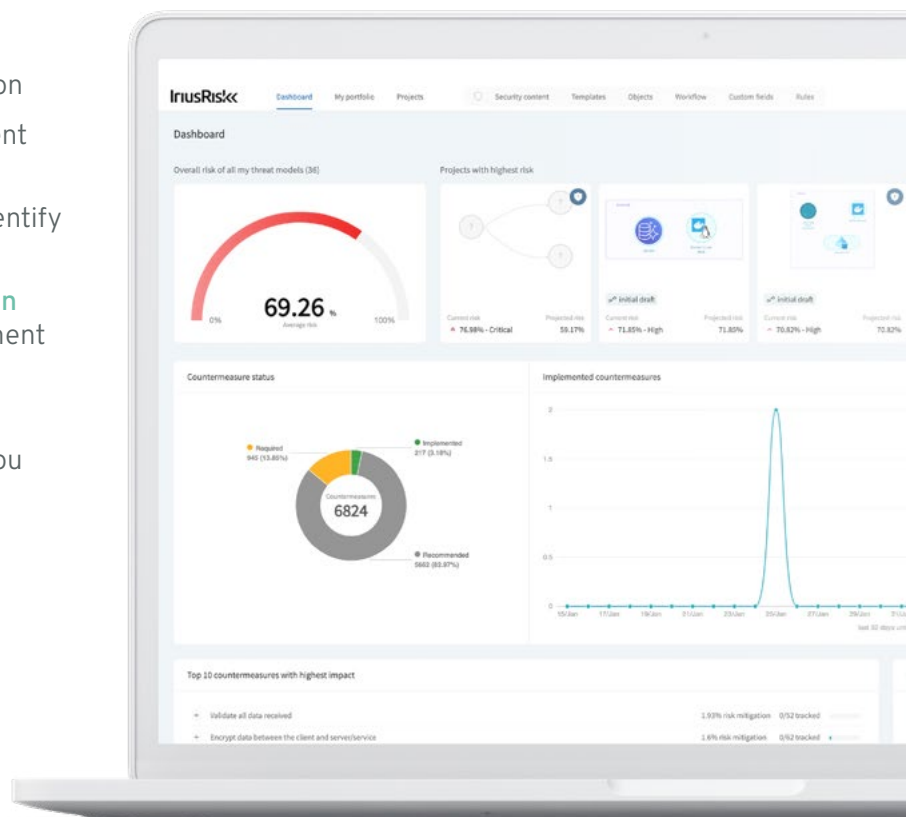 on
ent
entify
n
ment
ou
IriusRisk
Dashboard My portfolio Projects Security content Templates Objects Workflow Custom fields Rules
Dashboard
Overall risk of all my threat models (36)
Projects with highest risk
69.26 %
Average risk
0%
100%
Current risk Projected risk
76.98% - Critical 59.17%
initial draft
Current risk Projected risk
71.85% - High 71.85%
initial draft
Current risk Projected risk
70.82% - High 70.82%
Countermeasure status
Required
945 (13.85%)
Implemented
217 (3.18%)
Countermeasures
6824
Recommended
5662 (82.97%)
Implemented countermeasures
2
1.5
1
0.5
0
15/Jan 17/Jan 19/Jan 21/Jan 23/Jan 25/Jan 27/Jan 29/Jan
Top 10 countermeasures with highest impact
+ Validate all data received 1.93% risk mitigation 0/52 tracked
+ Encrypt data between the client and server/service 1.6% risk mitigation 0/62 tracked